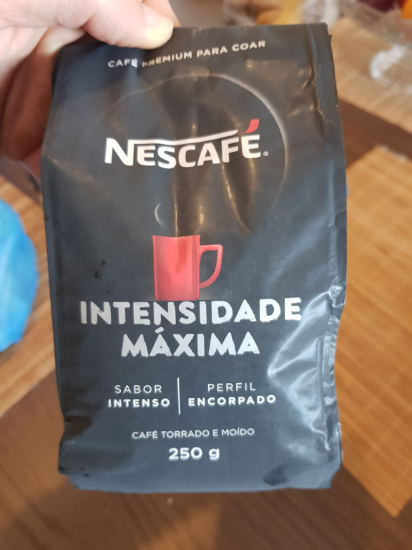 CAFÉ PREMIUM PARA COAR
NESCAFÉ®
INTENSIDADE
MÁXIMA
SABOR
INTENSO
PERFIL
ENCORPADO
CAFÉ TORRADO E MOÍDO
250 g